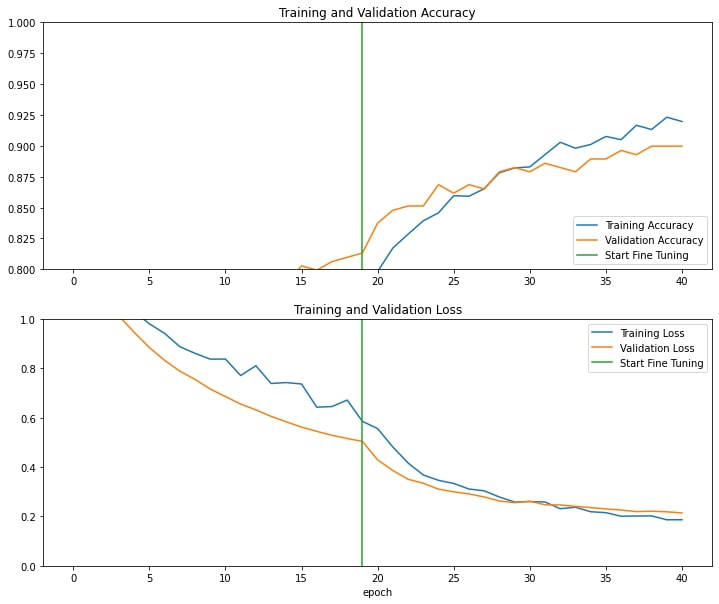 Training and Validation Accuracy
1.000
0.975
0.950
0.925
0.900
0.875
0.850
0.825
0.800
Training Accuracy
Validation Accuracy
Start Fine Tuning
0 5 10 15 20 25 30 35 40
Training and Validation Loss
1.0
0.8
0.6
0.4
0.2
0.0
Training Loss
Validation Loss
Start Fine Tuning
0 5 10 15 20 25 30 35 40
epoch